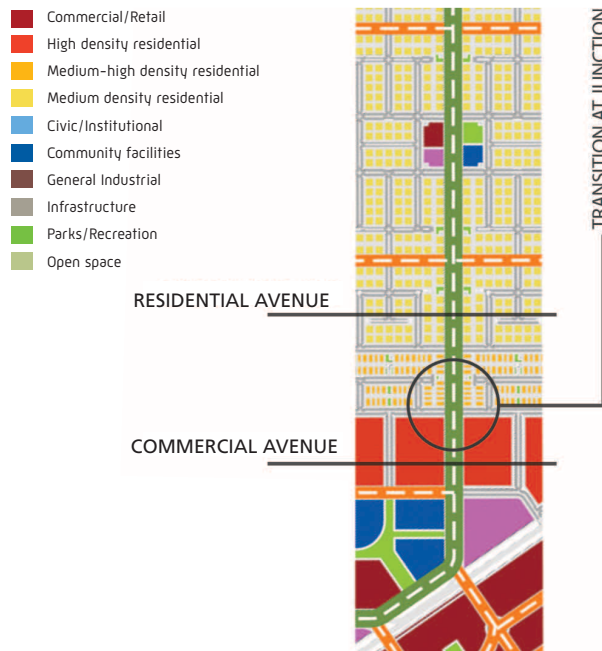 Commercial/Retail
High density residential
Medium-high density residential
Medium density residential
Civic/Institutional
Community facilities
General Industrial
Infrastructure
Parks/Recreation
Open space
RESIDENTIAL AVENUE
COMMERCIAL AVENUE
TRANSITION AT JUNCTION